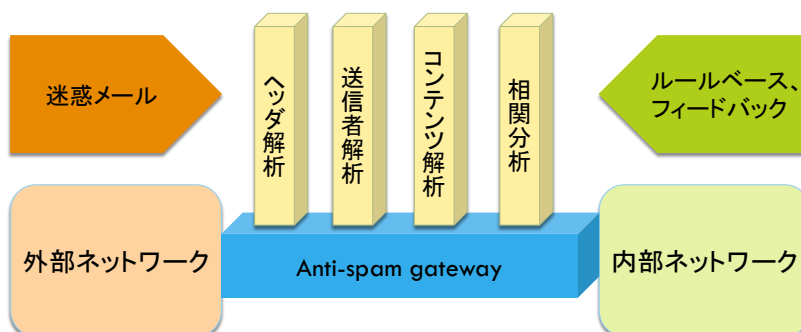 迷惑メール
ヘッダ解析
送信者解析
コンテンツ解析
相関分析
ルールベース、
フィードバック
外部ネットワーク
Anti-spam gateway
内部ネットワーク